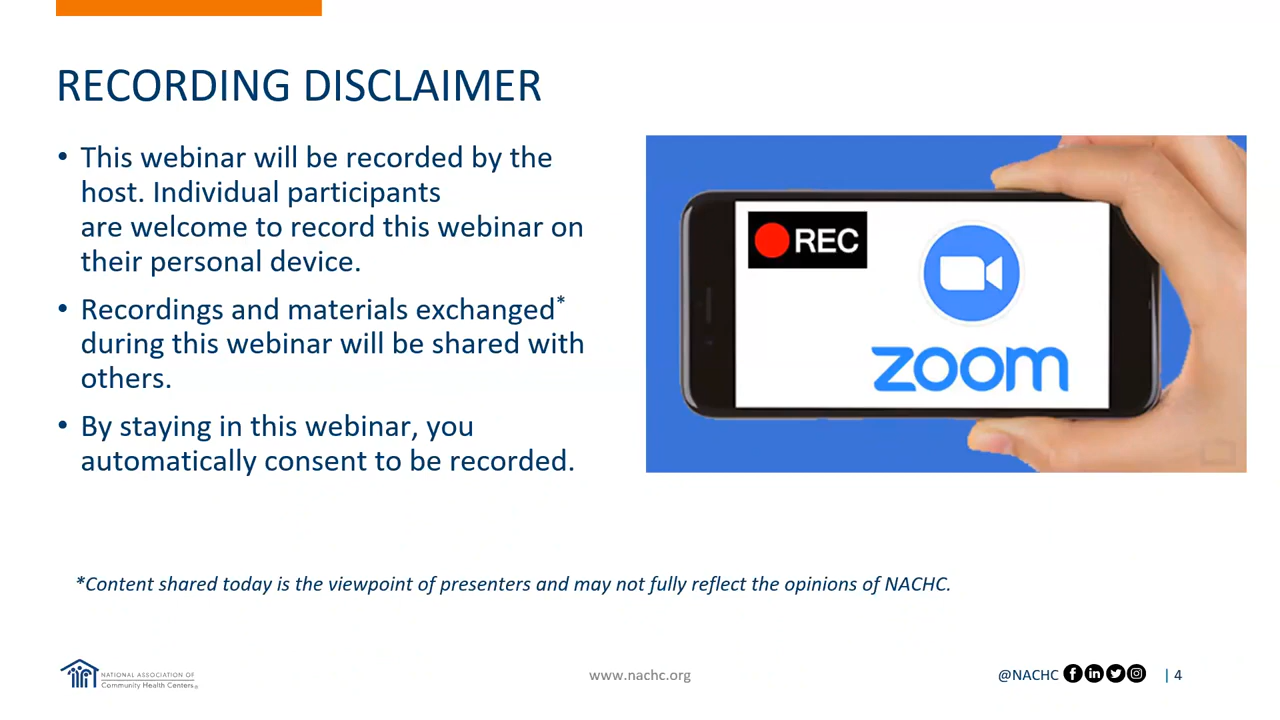 RECORDING DISCLAIMER
• This webinar will be recorded by the
host. Individual participants
are welcome to record this webinar on
their personal device.
• Recordings and materials exchanged*
during this webinar will be shared with
others.
• By staying in this webinar, you
automatically consent to be recorded.
REC
zoom
*Content shared today is the viewpoint of presenters and may not fully reflect the opinions of NACHC.
NATIONAL ASSOCIATION OF
Community Health Centers®
www.nachc.org
@NACHC
| 4